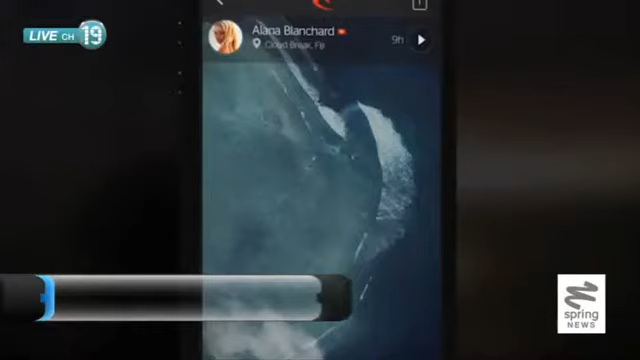 LIVE CH 19
Alana Blanchard
Cloud Break, Fiji
9h
spring
NEWS